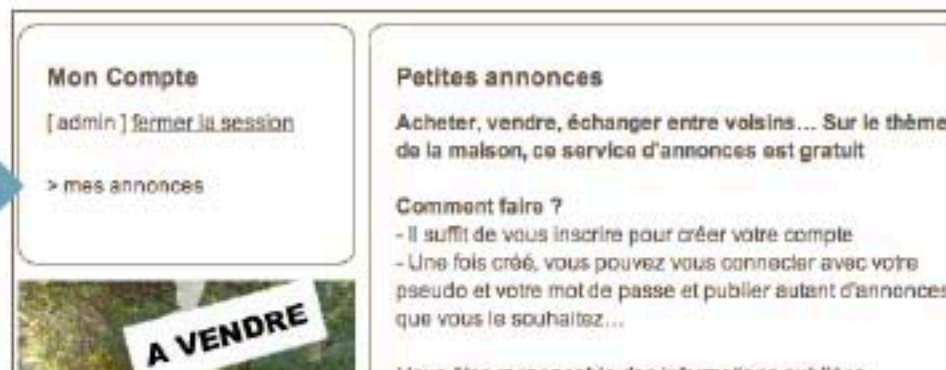 Mon Compte
[ admin ] fermer la session
> mes annonces
A VENDRE
Petites annonces
Acheter, vendre, échanger entre voisins... Sur le thème
de la maison, ce service d'annonces est gratuit
Comment faire ?
- Il suffit de vous inscrire pour créer votre compte
- Une fois créé, vous pouvez vous connecter avec votre
pseudo et votre mot de passe et publier autant d'annonces
que vous le souhaitez...